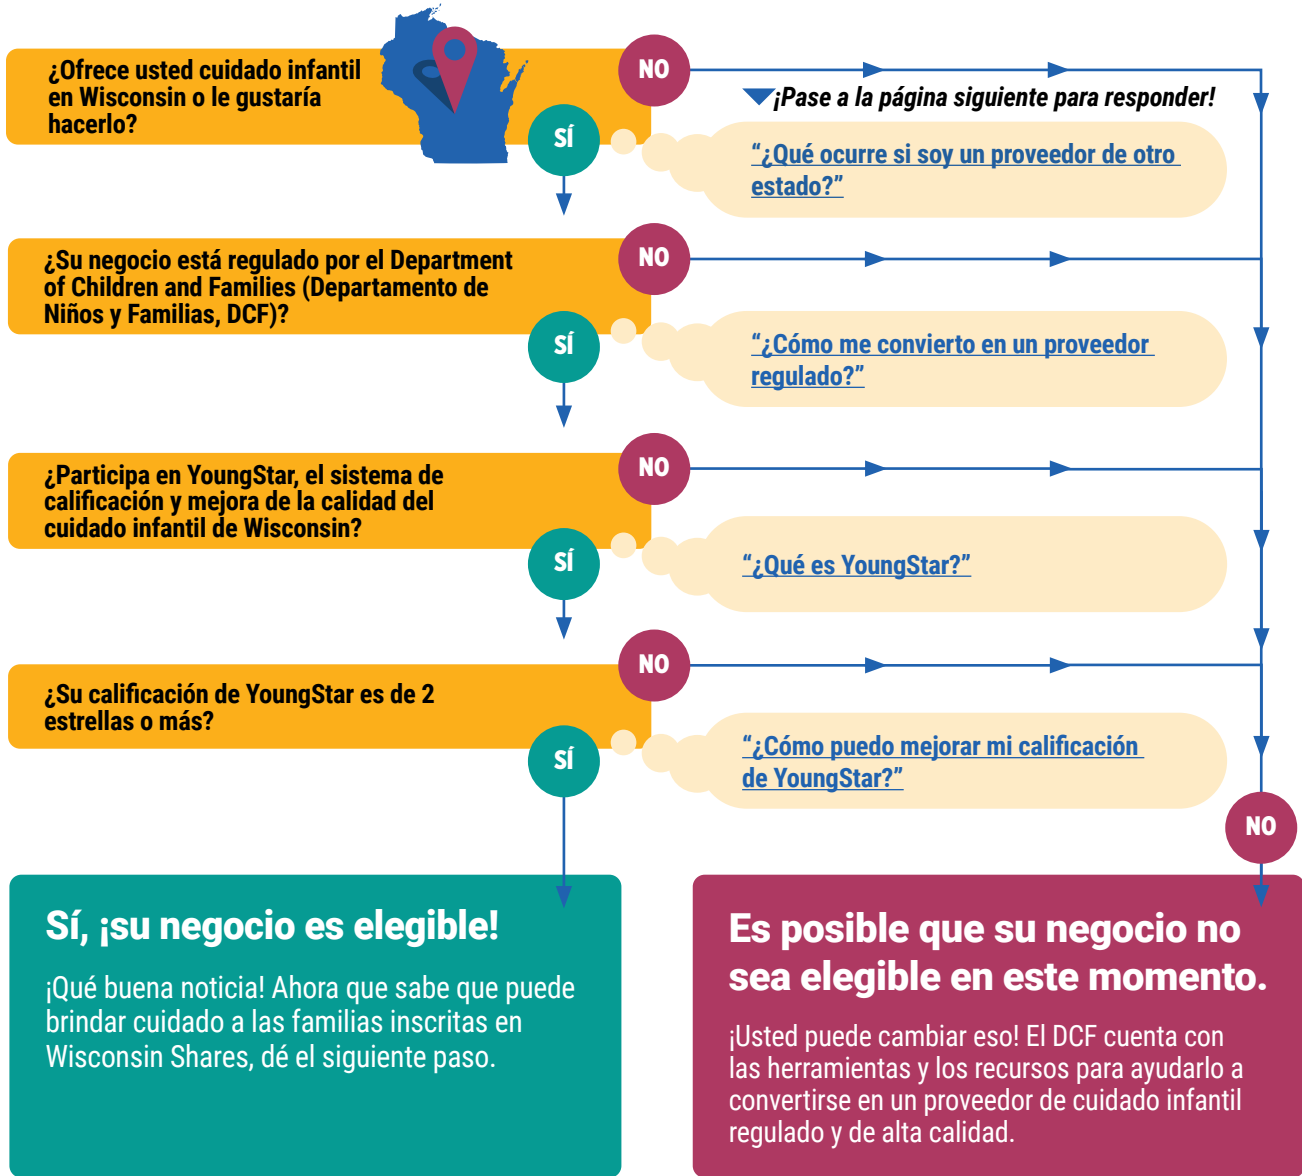 ¿Ofrece usted cuidado infantil
en Wisconsin o le gustaría
hacerlo?
NO
¡Pase a la página siguiente para responder!
SÍ
“¿Qué ocurre si soy un proveedor de otro
estado?”
¿Su negocio está regulado por el Department
of Children and Families (Departamento de
Niños y Familias, DCF)?
NO
SÍ
“¿Cómo me convierto en un proveedor
regulado?”
¿Participa en YoungStar, el sistema de
calificación y mejora de la calidad del
cuidado infantil de Wisconsin?
NO
SÍ
“¿Qué es YoungStar?”
¿Su calificación de YoungStar es de 2
estrellas o más?
NO
SÍ
“¿Cómo puedo mejorar mi calificación
de YoungStar?”
NO
Sí, ¡su negocio es elegible!
¡Qué buena noticia! Ahora que sabe que puede
brindar cuidado a las familias inscritas en
Wisconsin Shares, dé el siguiente paso.
Es posible que su negocio no
sea elegible en este momento.
¡Usted puede cambiar eso! El DCF cuenta con
las herramientas y los recursos para ayudarlo a
convertirse en un proveedor de cuidado infantil
regulado y de alta calidad.